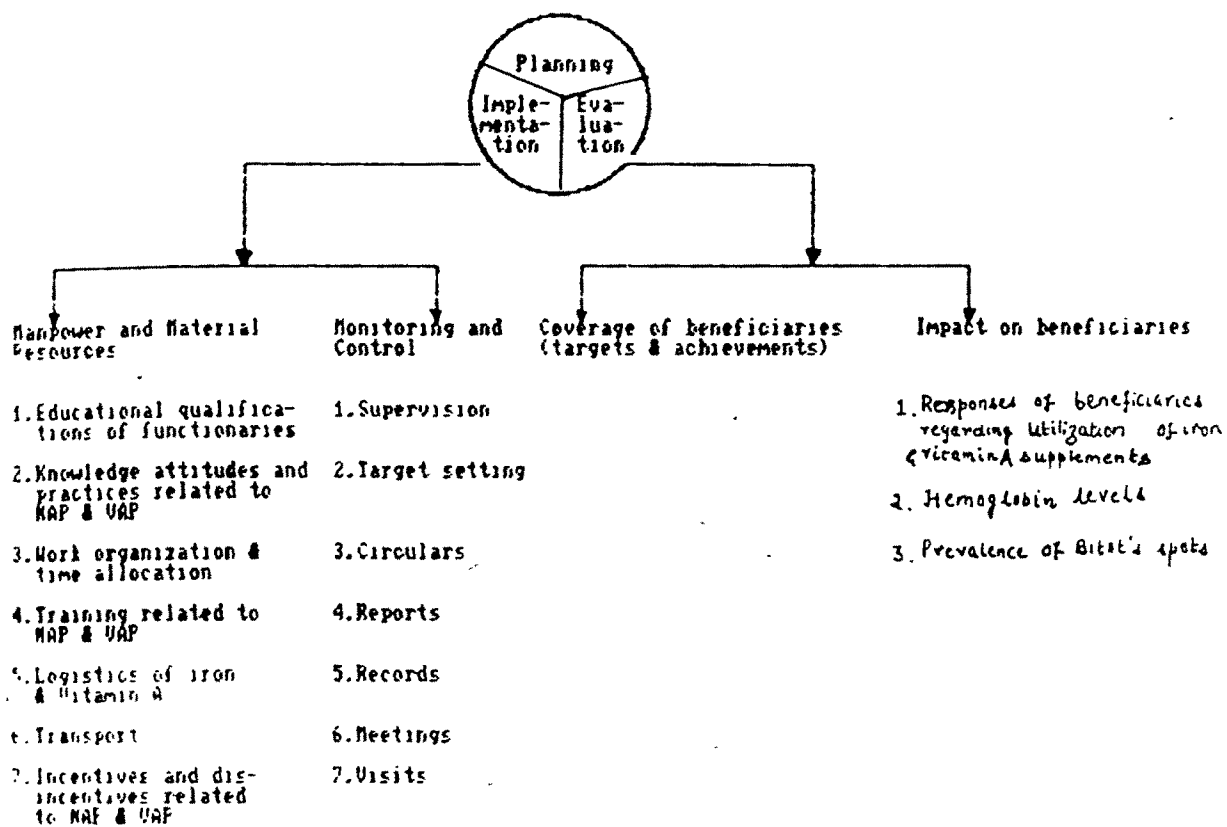 Planning
Imple-
menta-
tion
Eva-
lua-
tion
Manpower and Material
Resources
1.Educational qualifica-
tions of functionaries
2.Knowledge attitudes and
practices related to
NAP & VAP
3.Work organization &
time allocation
4.Training related to
NAP & VAP
5.Logistics of iron
& Vitamin A
6.Transport
7.Incentives and dis-
incentives related
to NAP & VAP
Monitoring and
Control
1.Supervision
2.Target setting
3.Circulars
4.Reports
5.Records
6.Meetings
7.Visits
Coverage of beneficiaries
(targets & achievements)
Impact on beneficiaries
1. Responses of beneficiaries
regarding utilization of iron
& vitamin A supplements
2. Hemoglobin levels
3. Prevalence of Bitot's spots